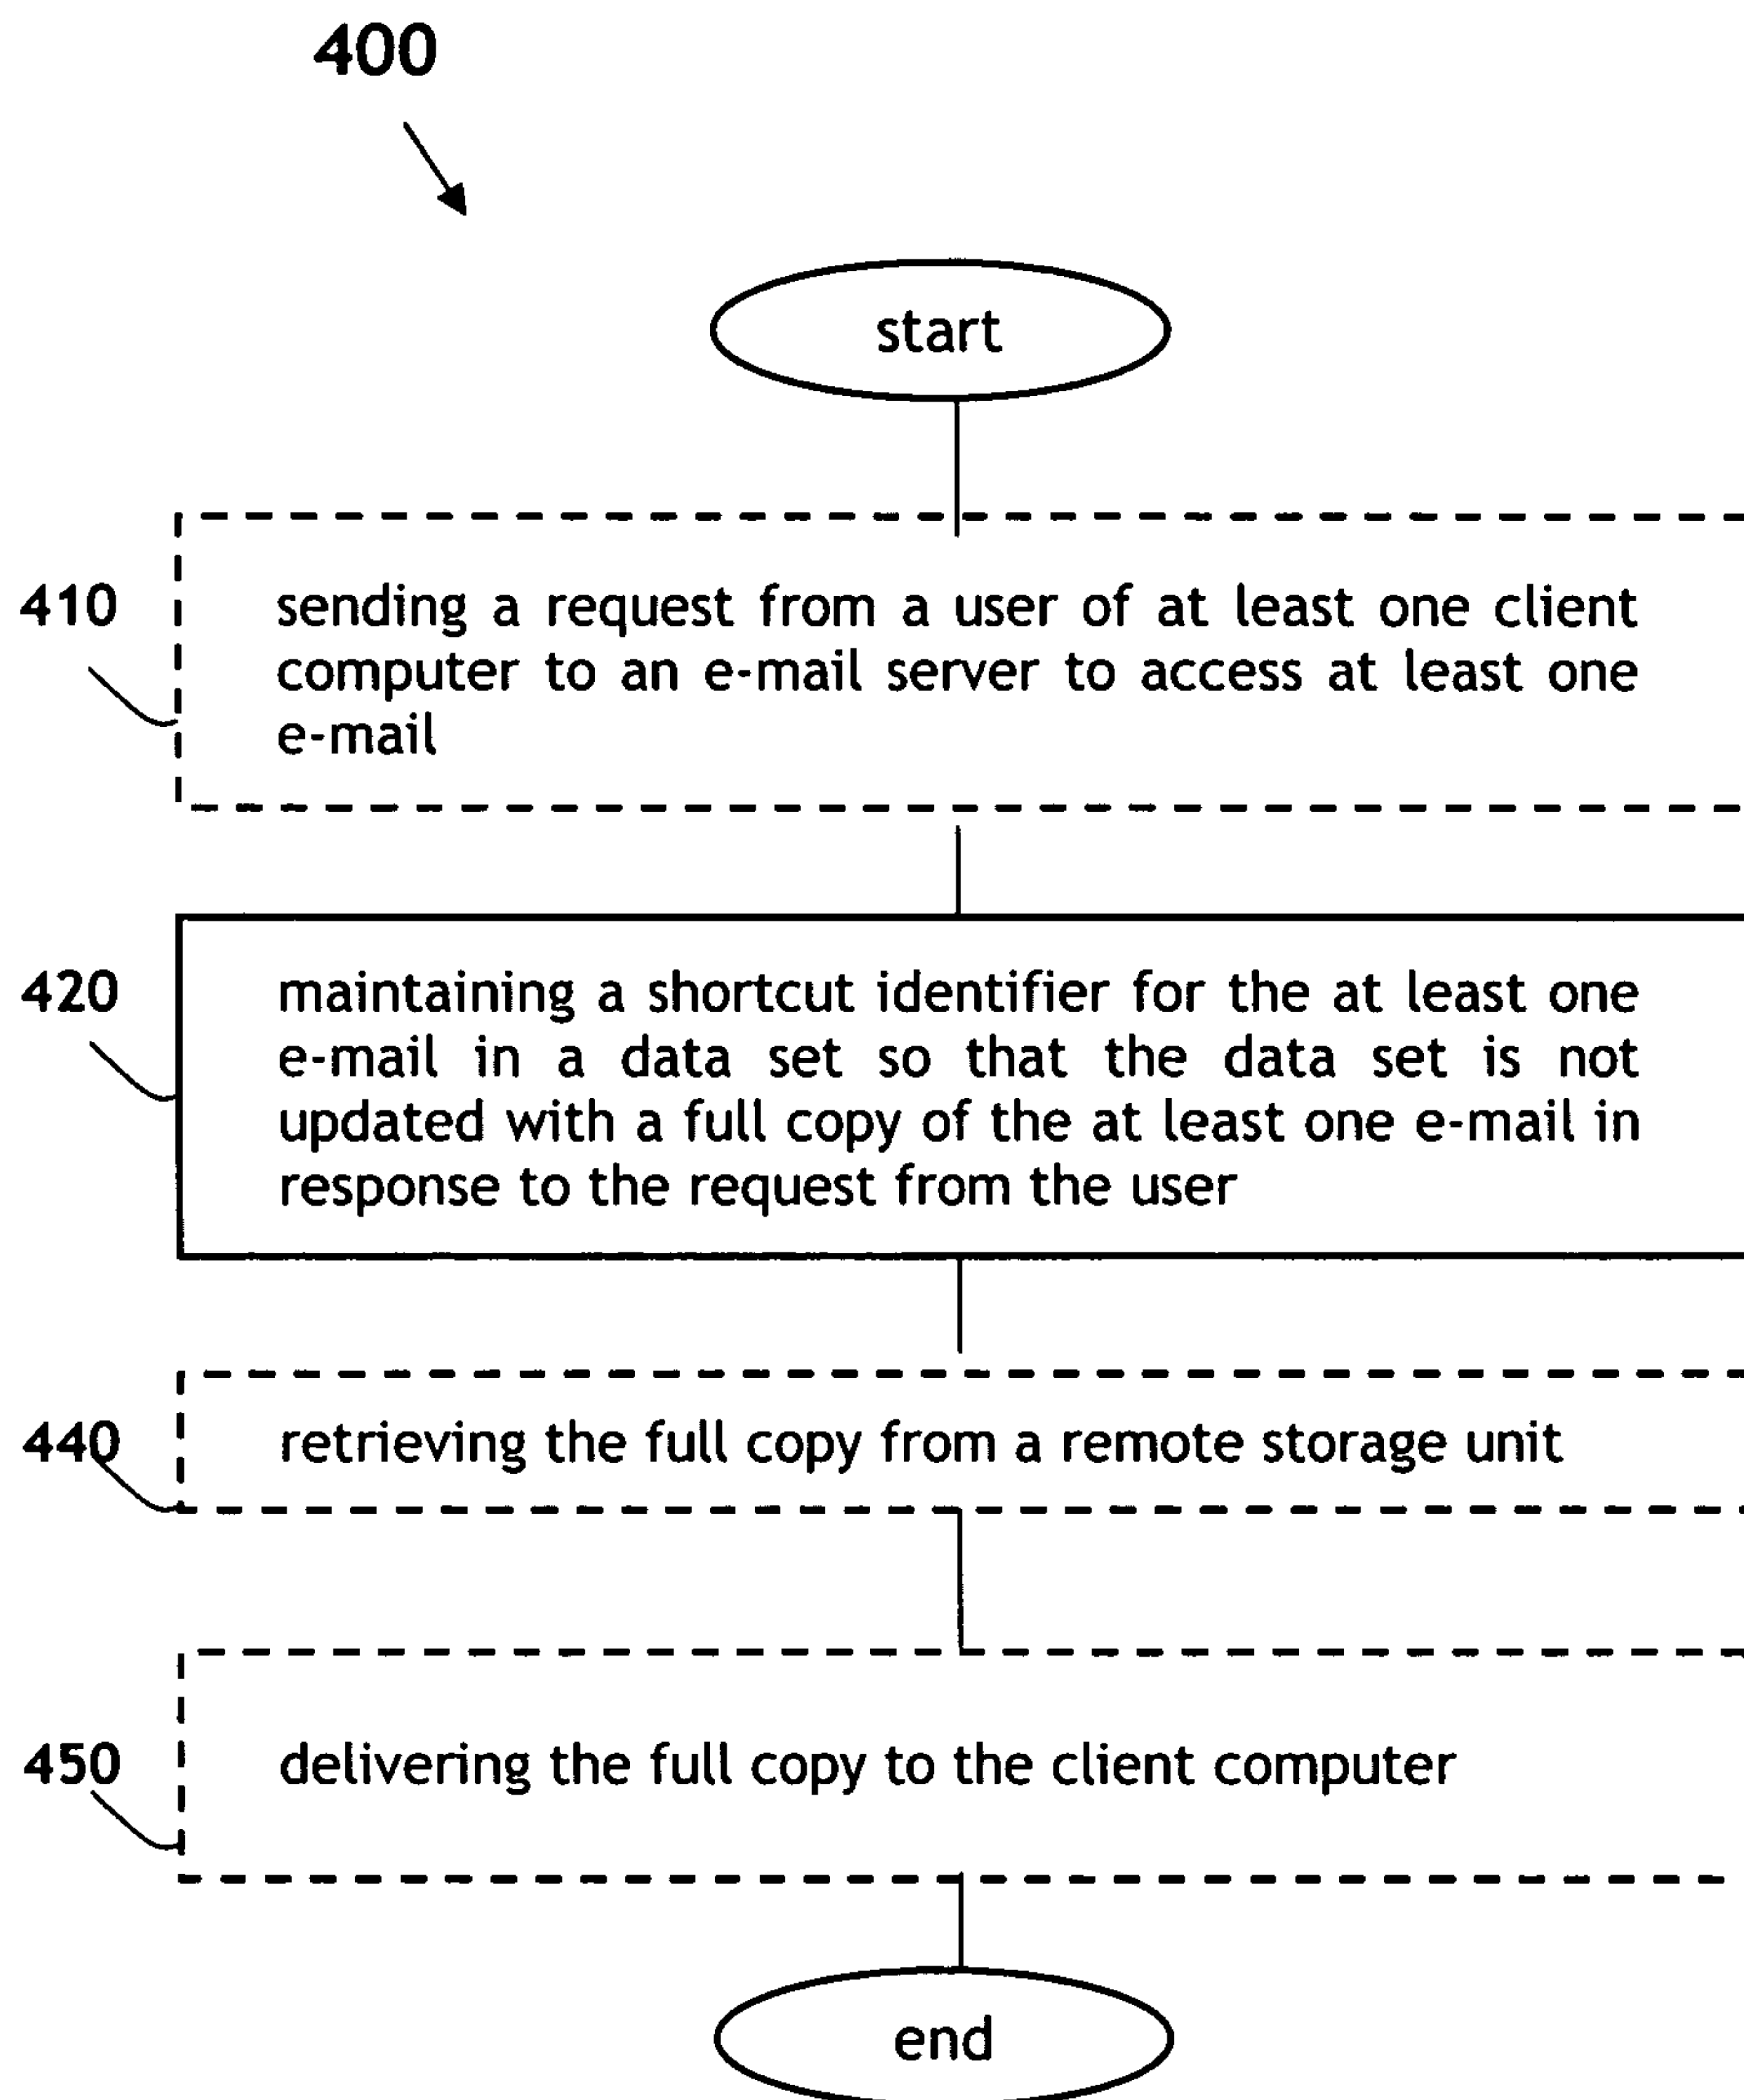 400
start
410
sending a request from a user of at least one client
computer to an e-mail server to access at least one
e-mail
420
maintaining a shortcut identifier for the at least one
e-mail in a data set so that the data set is not
updated with a full copy of the at least one e-mail in
response to the request from the user
440
retrieving the full copy from a remote storage unit
450
delivering the full copy to the client computer
end